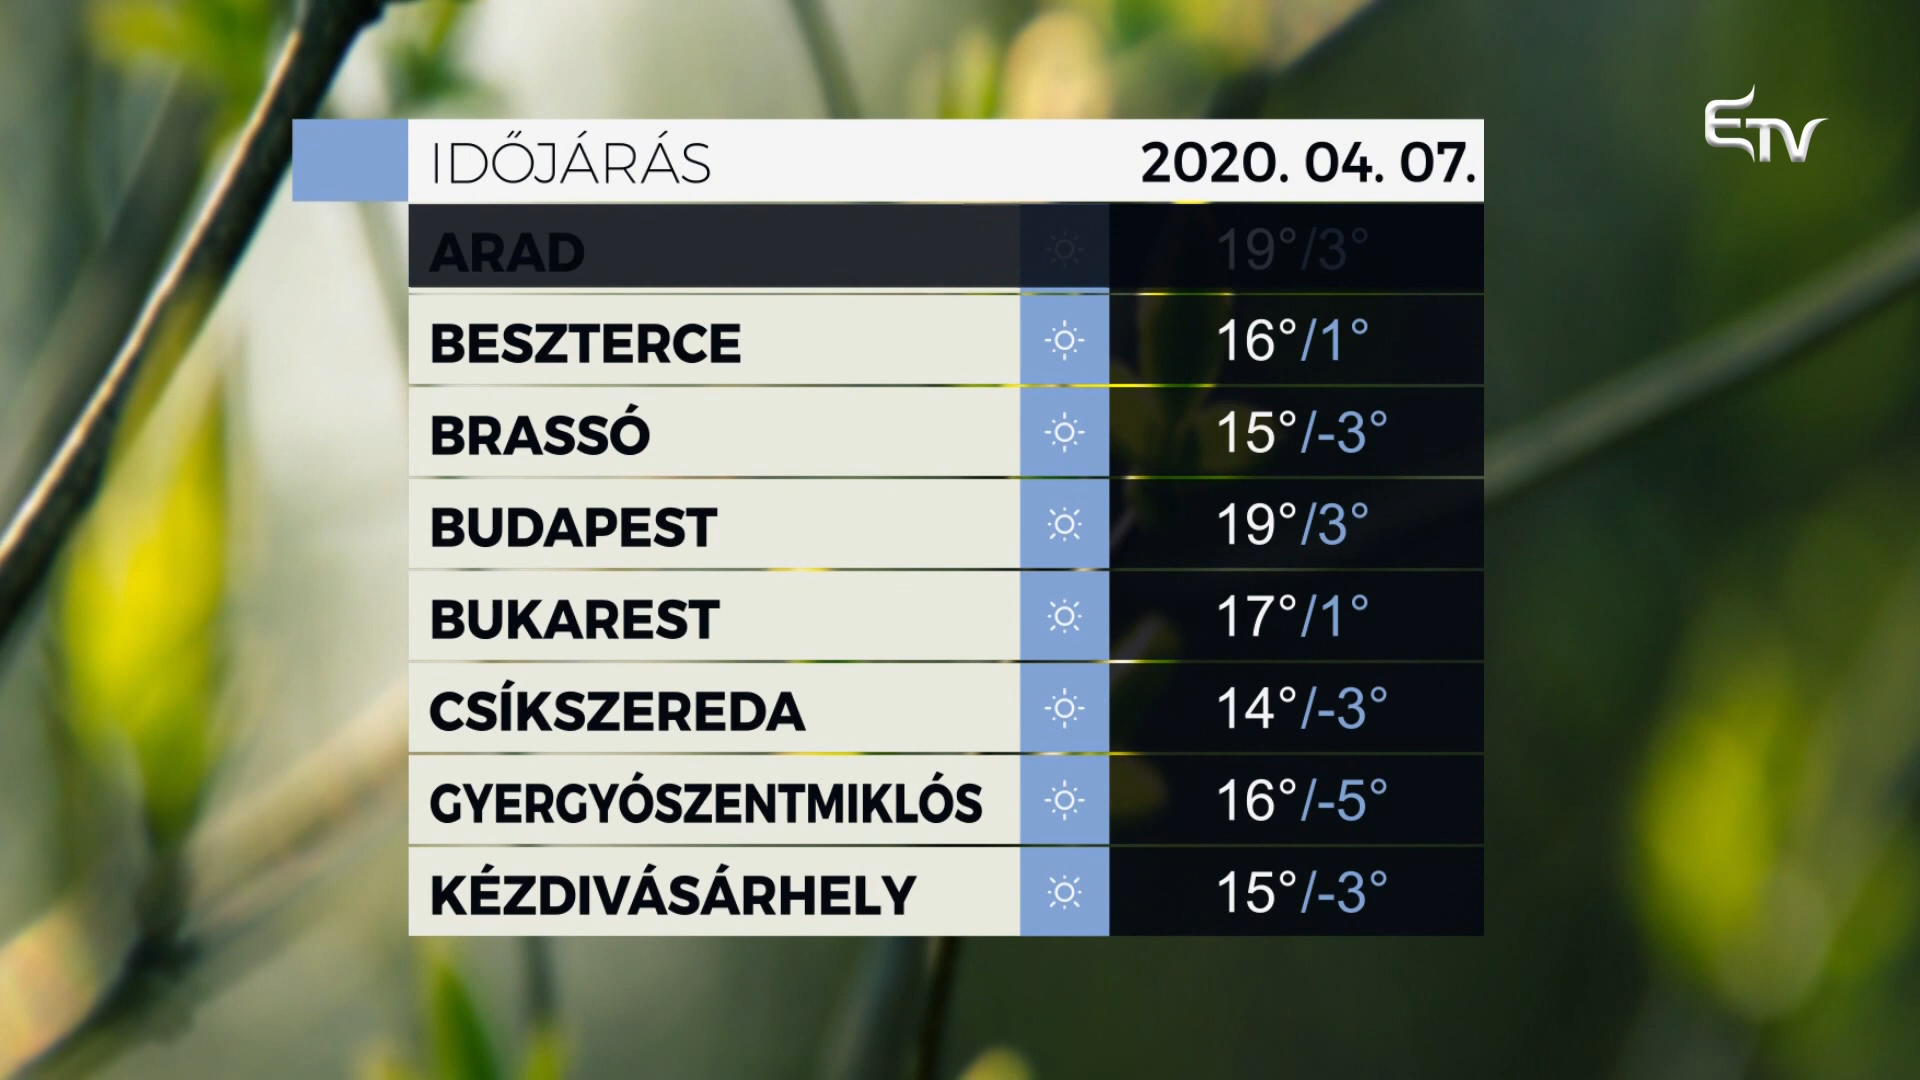 IDŐJÁRÁS 2020. 04. 07.
ETV
ARAD 19°/3°
BESZTERCE 16°/1°
BRASSÓ 15°/-3°
BUDAPEST 19°/3°
BUKAREST 17°/1°
CSÍKSZEREDA 14°/-3°
GYERGYÓSZENTMIKLÓS 16°/-5°
KÉZDIVÁSÁRHELY 15°/-3°